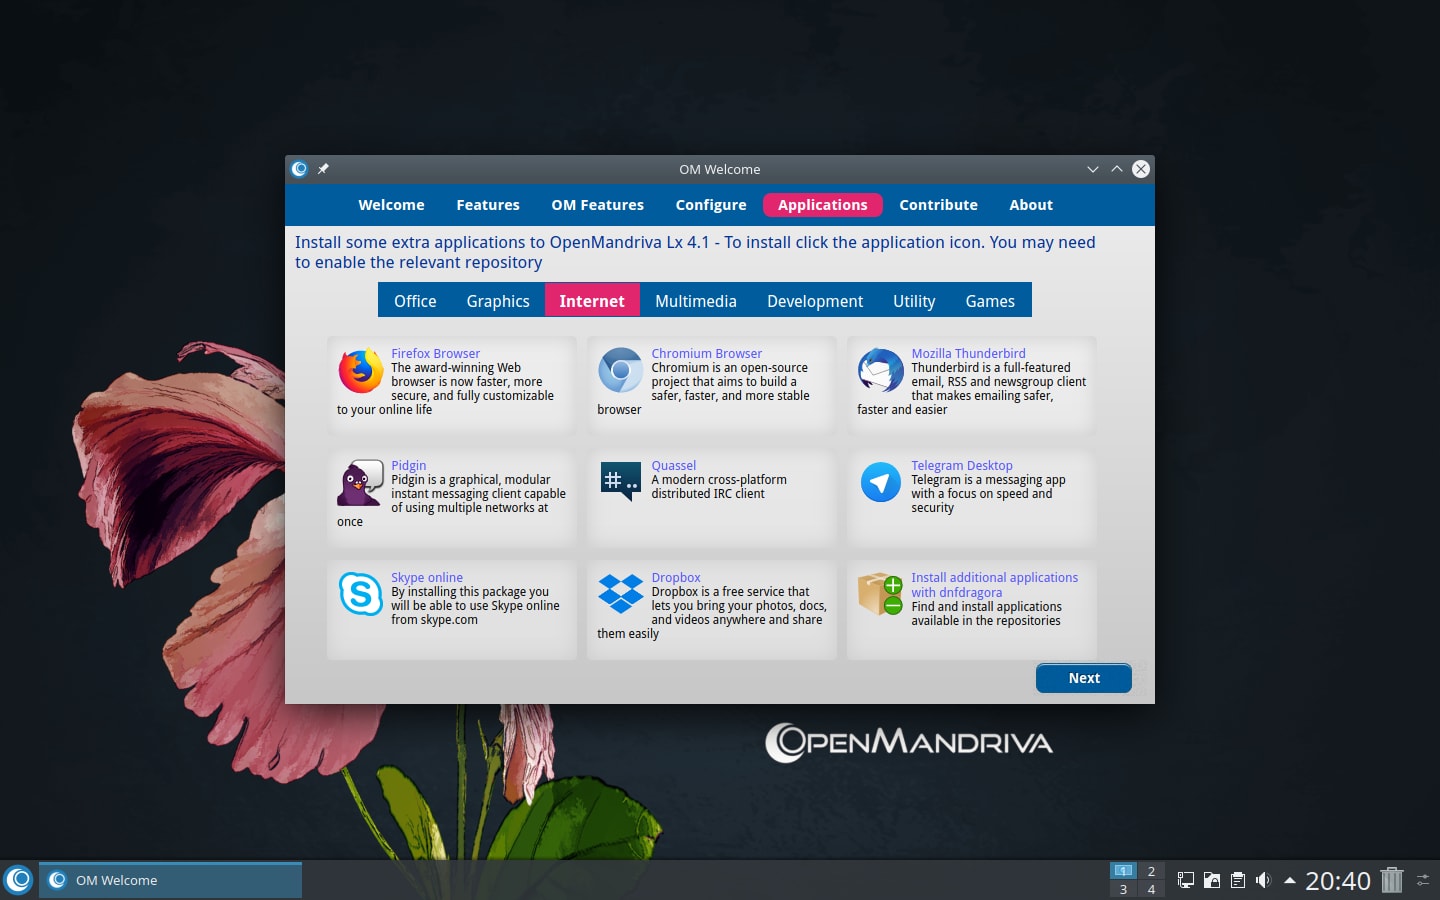 OM Welcome
Welcome
Features
OM Features
Configure
Applications
Contribute
About
Install some extra applications to OpenMandriva Lx 4.1 - To install click the application icon. You may need
to enable the relevant repository
Office
Graphics
Internet
Multimedia
Development
Utility
Games
Firefox Browser
The award-winning Web
browser is now faster, more
secure, and fully customizable
to your online life
Chromium Browser
Chromium is an open-source
project that aims to build a
safer, faster, and more stable
browser
Mozilla Thunderbird
Thunderbird is a full-featured
email, RSS and newsgroup client
that makes emailing safer,
faster and easier
Pidgin
Pidgin is a graphical, modular
instant messaging client capable
of using multiple networks at
once
Quassel
A modern cross-platform
distributed IRC client
Telegram Desktop
Telegram is a messaging app
with a focus on speed and
security
Skype online
By installing this package you
will be able to use Skype online
from skype.com
Dropbox
Dropbox is a free service that
lets you bring your photos, docs,
and videos anywhere and share
them easily
Install additional applications
with dnfdragora
Find and install applications
available in the repositories
Next
OPENMANDRIVA
OM Welcome
1
2
3
4
20:40